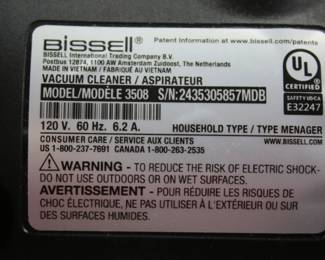 BISSELL Patent information at www.bissell.com/patents
BISSELL International Trading Company B.V.
Postbus 12874, 1100 AW Amsterdam Zuidoost, The Netherlands
MADE IN VIETNAM / FABRIQUÉ AU VIETNAM
VACUUM CLEANER / ASPIRATEUR
MODEL/MODÈLE 3508 S/N:2435305857MDB
UL
CERTIFIED
SAFETY US-CA
E32247
120 V. 60 Hz. 6.2 A. HOUSEHOLD TYPE / TYPE MENAGER
CONSUMER CARE / SERVICE AUX CLIENTS
US 1-800-237-7691 CANADA 1-800-263-2535 www.BISSELL.com
WARNING - TO REDUCE THE RISK OF ELECTRIC SHOCK-
DO NOT USE OUTDOORS OR ON WET SURFACES.
AVERTISSEMENT - POUR RÉDUIRE LES RISQUES DE
CHOC ÉLECTRIQUE, NE PAS UTILISER À L'EXTÉRIEUR OU SUR
DES SURFACES HUMIDES.